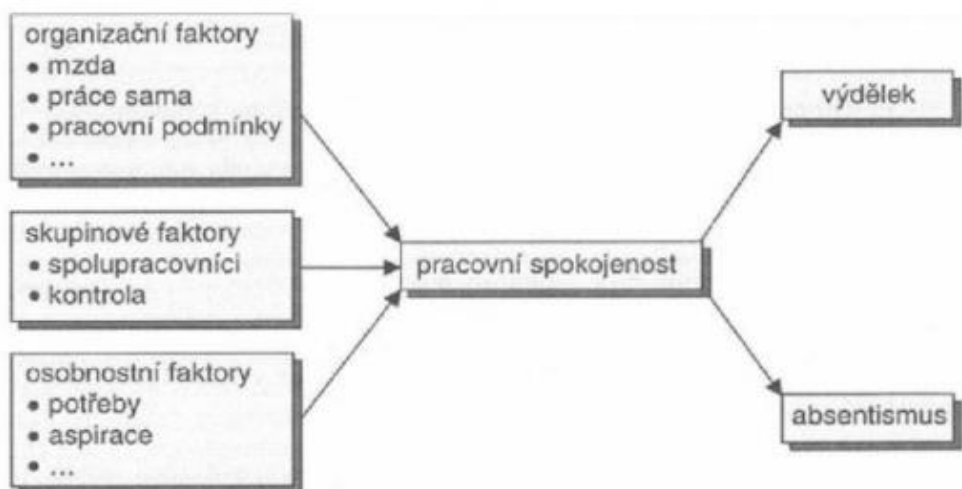 organizační faktory
• mzda
• práce sama
• pracovní podmínky
• ...
skupinové faktory
• spolupracovníci
• kontrola
osobnostní faktory
• potřeby
• aspirace
• ...
pracovní spokojenost
výdělek
absentismus